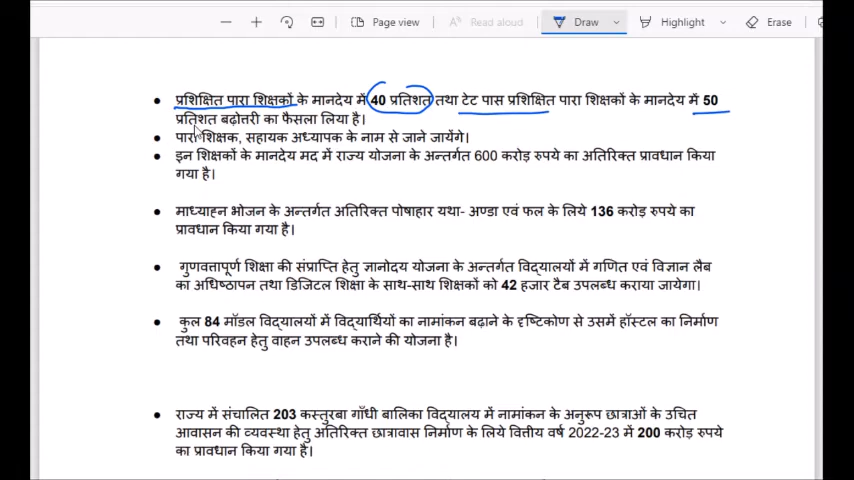 Page view
Read aloud
Draw
Highlight
Erase
• प्रशिक्षित पारा शिक्षकों के मानदेय में 40 प्रतिशत तथा टेट पास प्रशिक्षित पारा शिक्षकों के मानदेय में 50
प्रतिशत बढ़ोत्तरी का फैसला लिया है।
• पारा शिक्षक, सहायक अध्यापक के नाम से जाने जायेंगे।
• इन शिक्षकों के मानदेय मद में राज्य योजना के अन्तर्गत 600 करोड़ रुपये का अतिरिक्त प्रावधान किया
गया है।
• माध्याह्न भोजन के अन्तर्गत अतिरिक्त पोषाहार यथा- अण्डा एवं फल के लिये 136 करोड़ रुपये का
प्रावधान किया गया है।
• गुणवत्तापूर्ण शिक्षा की संप्राप्ति हेतु ज्ञानोदय योजना के अन्तर्गत विद्यालयों में गणित एवं विज्ञान लैब
का अधिष्ठापन तथा डिजिटल शिक्षा के साथ-साथ शिक्षकों को 42 हजार टैब उपलब्ध कराया जायेगा।
• कुल 84 मॉडल विद्यालयों में विद्यार्थियों का नामांकन बढ़ाने के दृष्टिकोण से उसमें हॉस्टल का निर्माण
तथा परिवहन हेतु वाहन उपलब्ध कराने की योजना है।
• राज्य में संचालित 203 कस्तुरबा गाँधी बालिका विद्यालय में नामांकन के अनुरूप छात्राओं के उचित
आवासन की व्यवस्था हेतु अतिरिक्त छात्रावास निर्माण के लिये वित्तीय वर्ष 2022-23 में 200 करोड़ रुपये
का प्रावधान किया गया है।